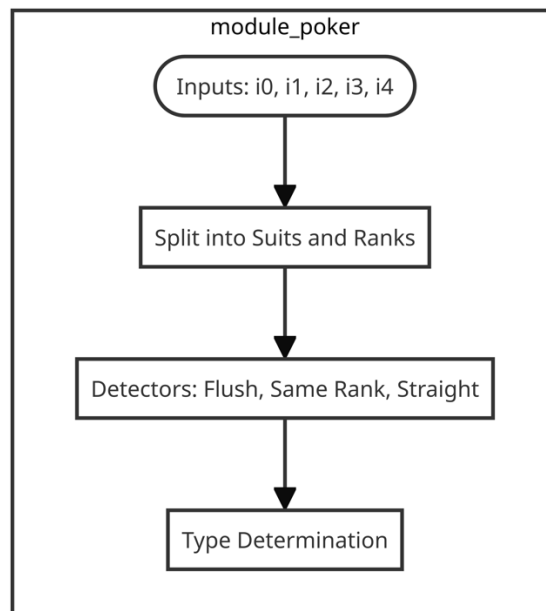 module_poker
Inputs: i0, i1, i2, i3, i4
Split into Suits and Ranks
Detectors: Flush, Same Rank, Straight
Type Determination